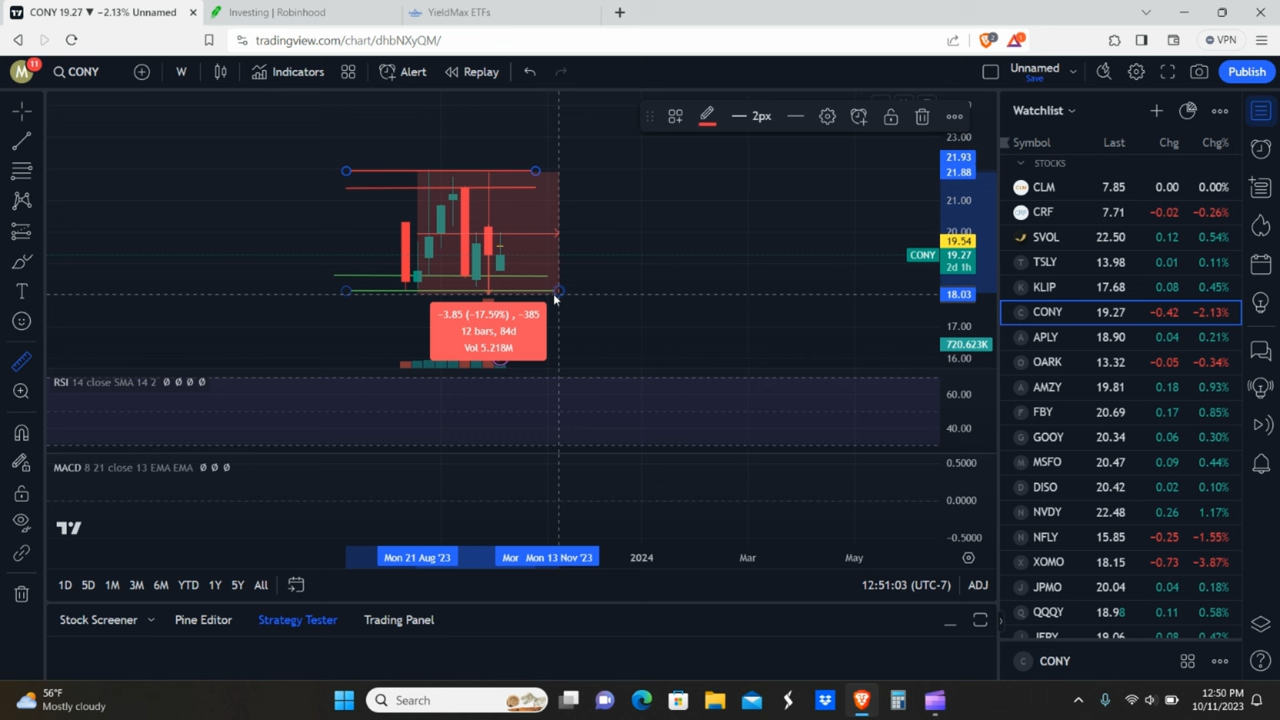 CONY 19.27 ▼ −2.13% Unnamed
Investing | Robinhood
YieldMax ETFs
tradingview.com/chart/dhbNXyQM/
VPN
M
11
CONY
W
Indicators
Alert
Replay
Unnamed
Save
Publish
2px
23.00
21.93
21.88
21.00
20.00
19.54
CONY 19.27
2d 1h
18.03
17.00
720.623K
16.00
−3.85 (−17.59%) , −385
12 bars, 84d
Vol 5.218M
RSI 14 close SMA 14 2 Ø Ø Ø Ø
60.00
40.00
MACD 8 21 close 13 EMA EMA Ø Ø Ø
0.5000
0.0000
−0.5000
Mon 21 Aug '23
Mor
Mon 13 Nov '23
2024
Mar
May
1D 5D 1M 3M 6M YTD 1Y 5Y All
12:51:03 (UTC-7)
ADJ
Stock Screener
Pine Editor
Strategy Tester
Trading Panel
Watchlist
Symbol Last Chg Chg%
STOCKS
CLM 7.85 0.00 0.00%
CRF 7.71 −0.02 −0.26%
SVOL 22.50 0.12 0.54%
TSLY 13.98 0.01 0.11%
KLIP 17.68 0.08 0.45%
CONY 19.27 −0.42 −2.13%
APLY 18.90 0.04 0.21%
OARK 13.32 −0.05 −0.34%
AMZY 19.81 0.18 0.93%
FBY 20.69 0.17 0.85%
GOOY 20.34 0.06 0.30%
MSFO 20.47 0.09 0.44%
DISO 20.42 0.02 0.10%
NVDY 22.48 0.26 1.17%
NFLY 15.85 −0.25 −1.55%
XOMO 18.15 −0.73 −3.87%
JPMO 20.04 0.04 0.18%
QQQY 18.98 0.11 0.58%
JEPY 19.06 0.08 0.42%
CONY
56°F
Mostly cloudy
Search
12:50 PM
10/11/2023